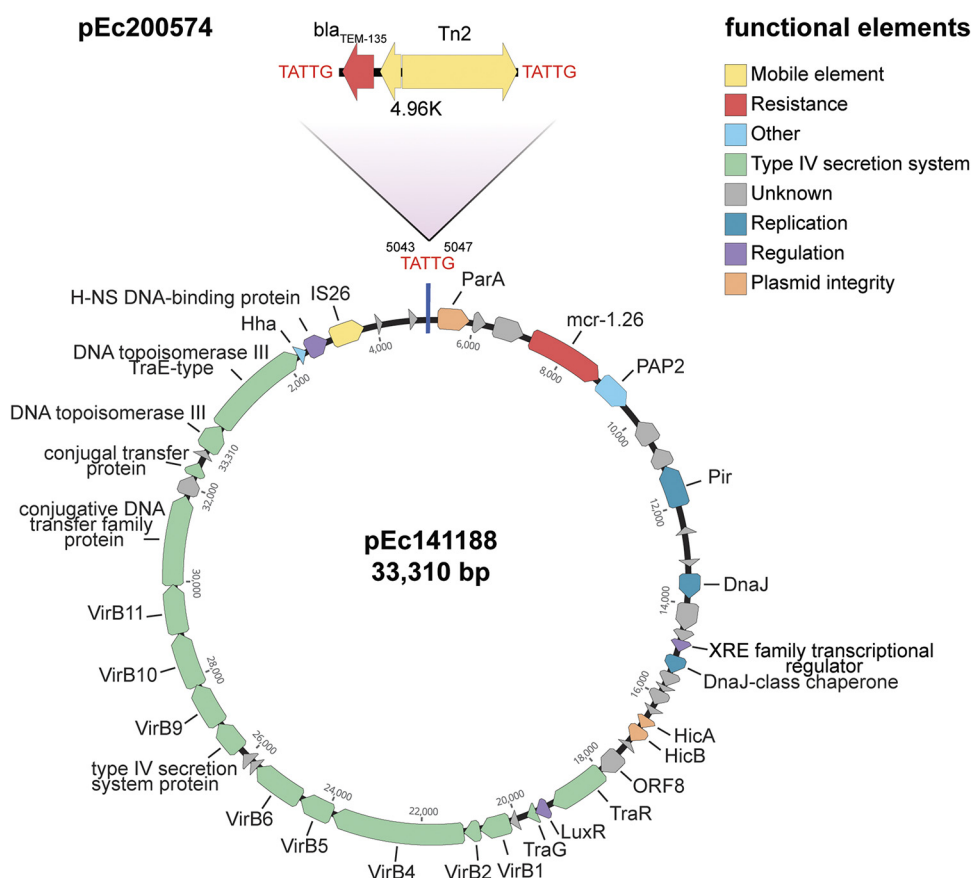 pEc200574
bla TEM-135
Tn2
TATTG
TATTG
4.96K
functional elements
Mobile element
Resistance
Other
Type IV secretion system
Unknown
Replication
Regulation
Plasmid integrity
5043
5047
TATTG
ParA
mcr-1.26
PAP2
Pir
DnaJ
XRE family transcriptional
regulator
DnaJ-class chaperone
HicA
HicB
ORF8
TraR
LuxR
TraG
VirB1
VirB2
VirB4
VirB5
VirB6
type IV secretion
system protein
VirB9
VirB10
VirB11
conjugative DNA
transfer family
protein
conjugal transfer
protein
DNA topoisomerase III
DNA topoisomerase III
TraE-type
Hha
H-NS DNA-binding protein
IS26
2,000
4,000
6,000
8,000
10,000
12,000
14,000
16,000
18,000
20,000
22,000
24,000
26,000
28,000
30,000
32,000
33,310
pEc141188
33,310 bp